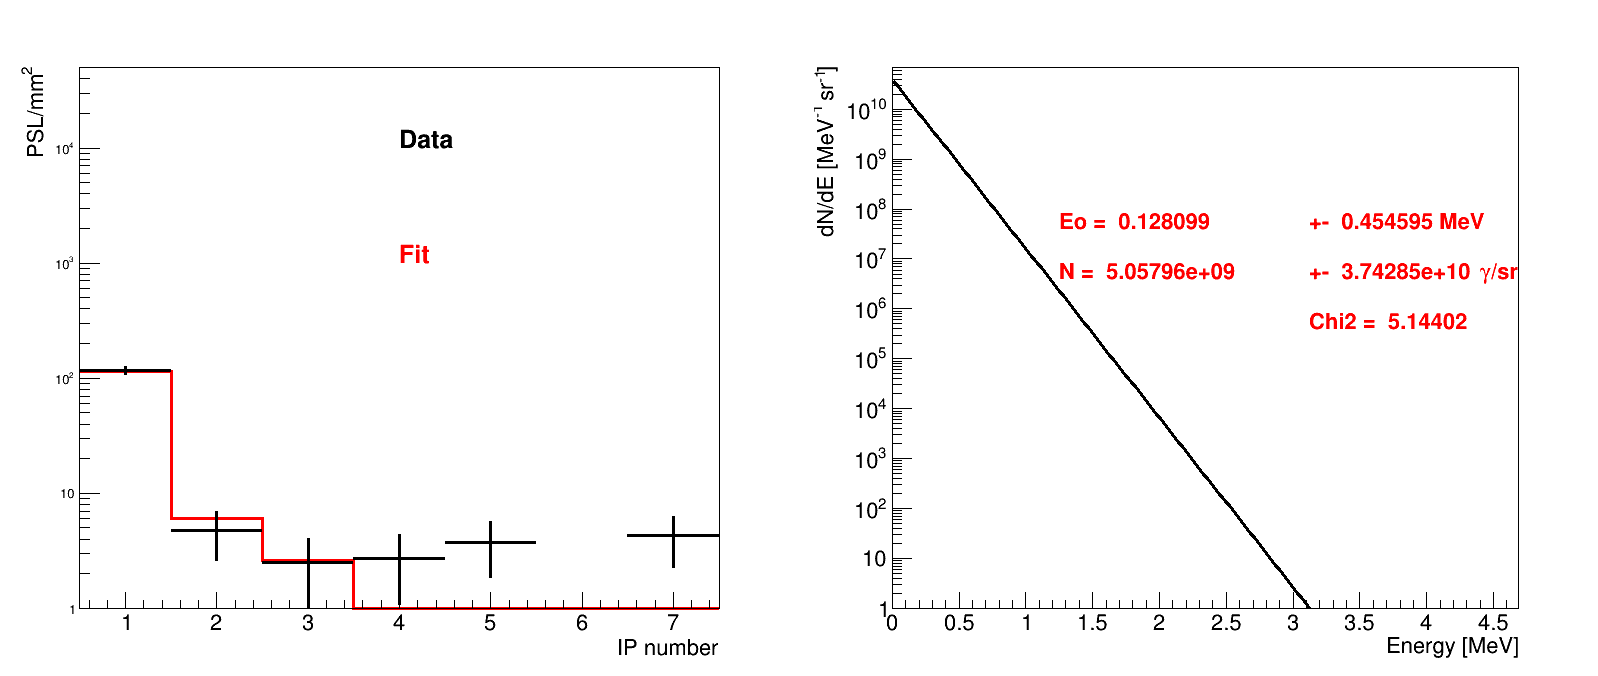 PSL/mm²
10⁴
10³
10²
10
1
Data
Fit
1 2 3 4 5 6 7
IP number
dN/dE [MeV⁻¹ sr⁻¹]
10¹⁰
10⁹
10⁸
10⁷
10⁶
10⁵
10⁴
10³
10²
10
1
Eo = 0.128099 +- 0.454595 MeV
N = 5.05796e+09 +- 3.74285e+10 γ/sr
Chi2 = 5.14402
0 0.5 1 1.5 2 2.5 3 3.5 4 4.5
Energy [MeV]